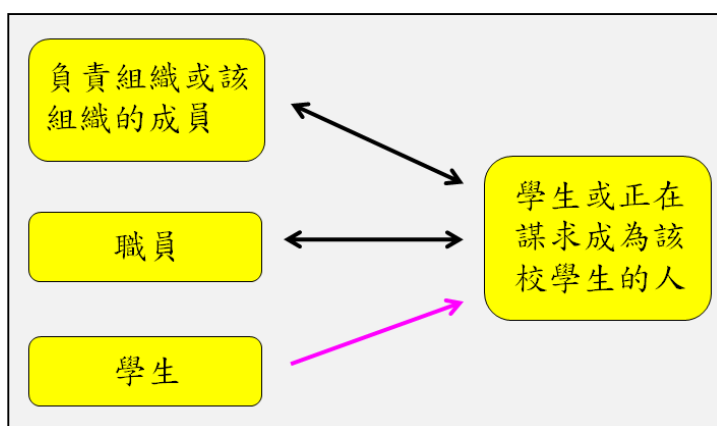 負責組織或該
組織的成員
職員
學生
學生或正在
謀求成為該
校學生的人